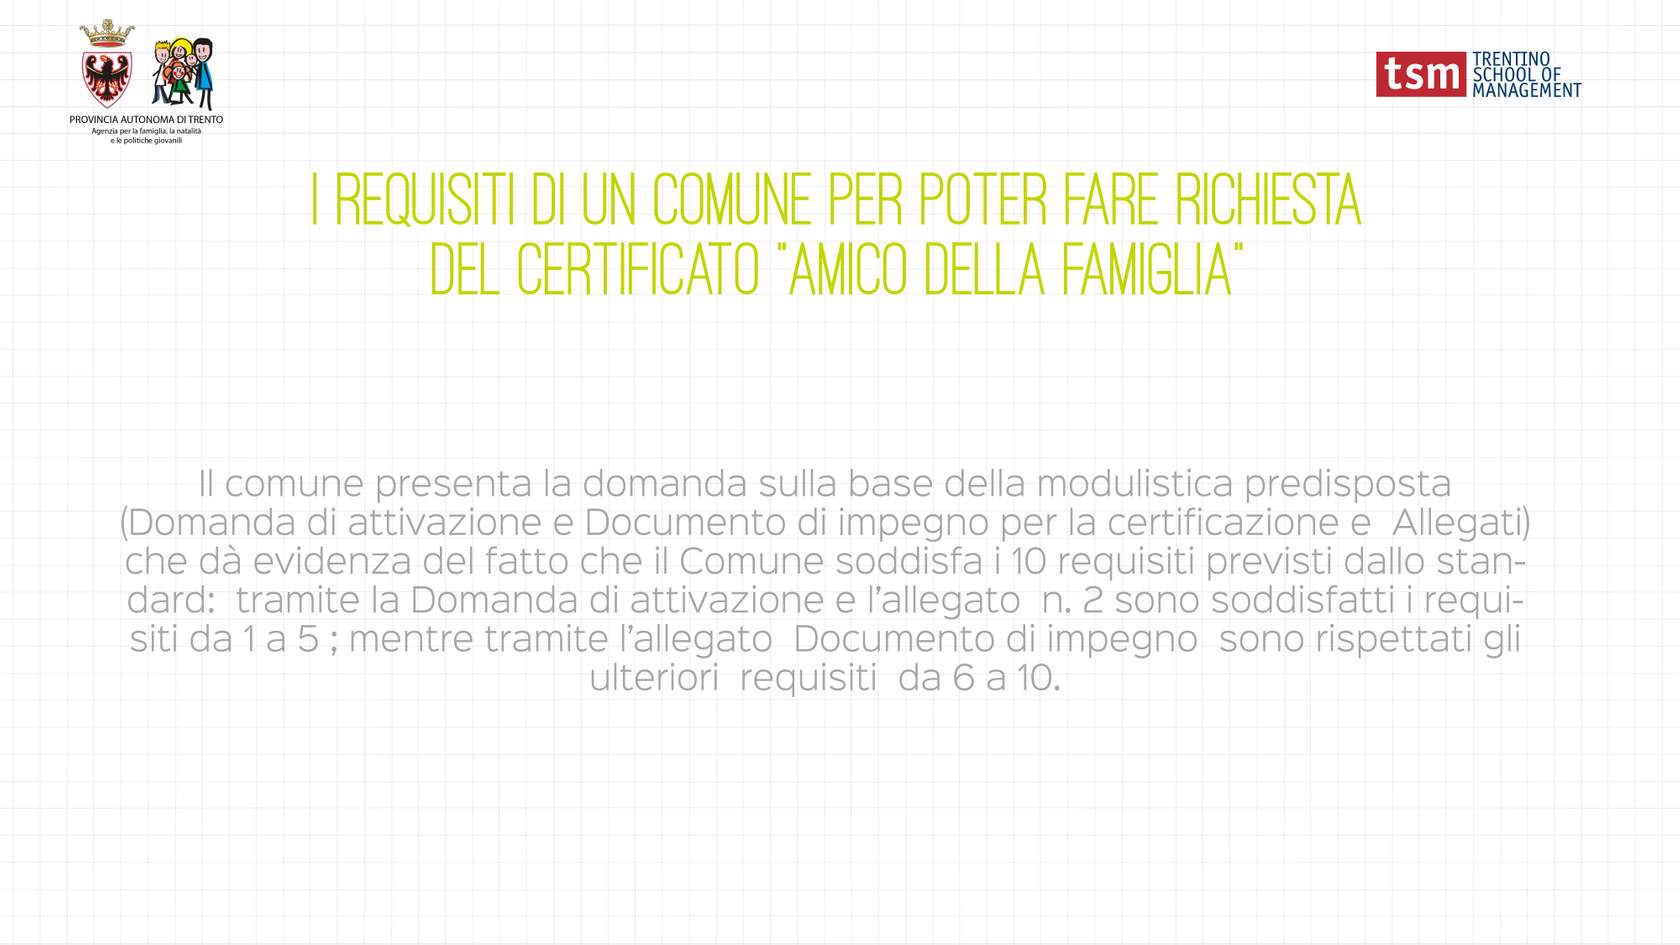 PROVINCIA AUTONOMA DI TRENTO
Agenzia per la famiglia, la natalità
e le politiche giovanili
tsm
TRENTINO
SCHOOL OF
MANAGEMENT
I REQUISITI DI UN COMUNE PER POTER FARE RICHIESTA
DEL CERTIFICATO "AMICO DELLA FAMIGLIA"
Il comune presenta la domanda sulla base della modulistica predisposta
(Domanda di attivazione e Documento di impegno per la certificazione e  Allegati)
che dà evidenza del fatto che il Comune soddisfa i 10 requisiti previsti dallo stan-
dard:  tramite la Domanda di attivazione e l’allegato  n. 2 sono soddisfatti i requi-
siti da 1 a 5 ; mentre tramite l’allegato  Documento di impegno  sono rispettati gli
ulteriori  requisiti  da 6 a 10.